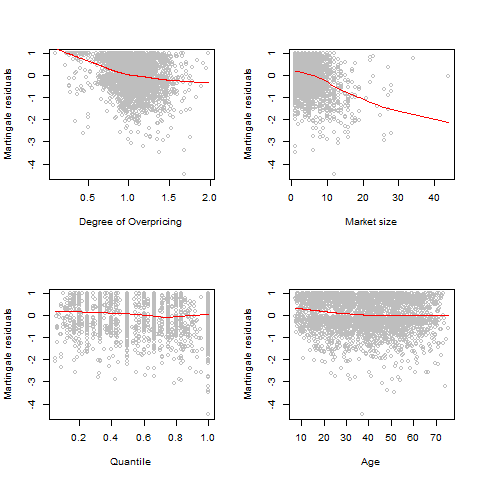 Martingale residuals
1
0
-1
-2
-3
-4
0.5 1.0 1.5 2.0
Degree of Overpricing
Martingale residuals
1
0
-1
-2
-3
-4
0 10 20 30 40
Market size
Martingale residuals
1
0
-1
-2
-3
-4
0.2 0.4 0.6 0.8 1.0
Quantile
Martingale residuals
1
0
-1
-2
-3
-4
10 20 30 40 50 60 70
Age